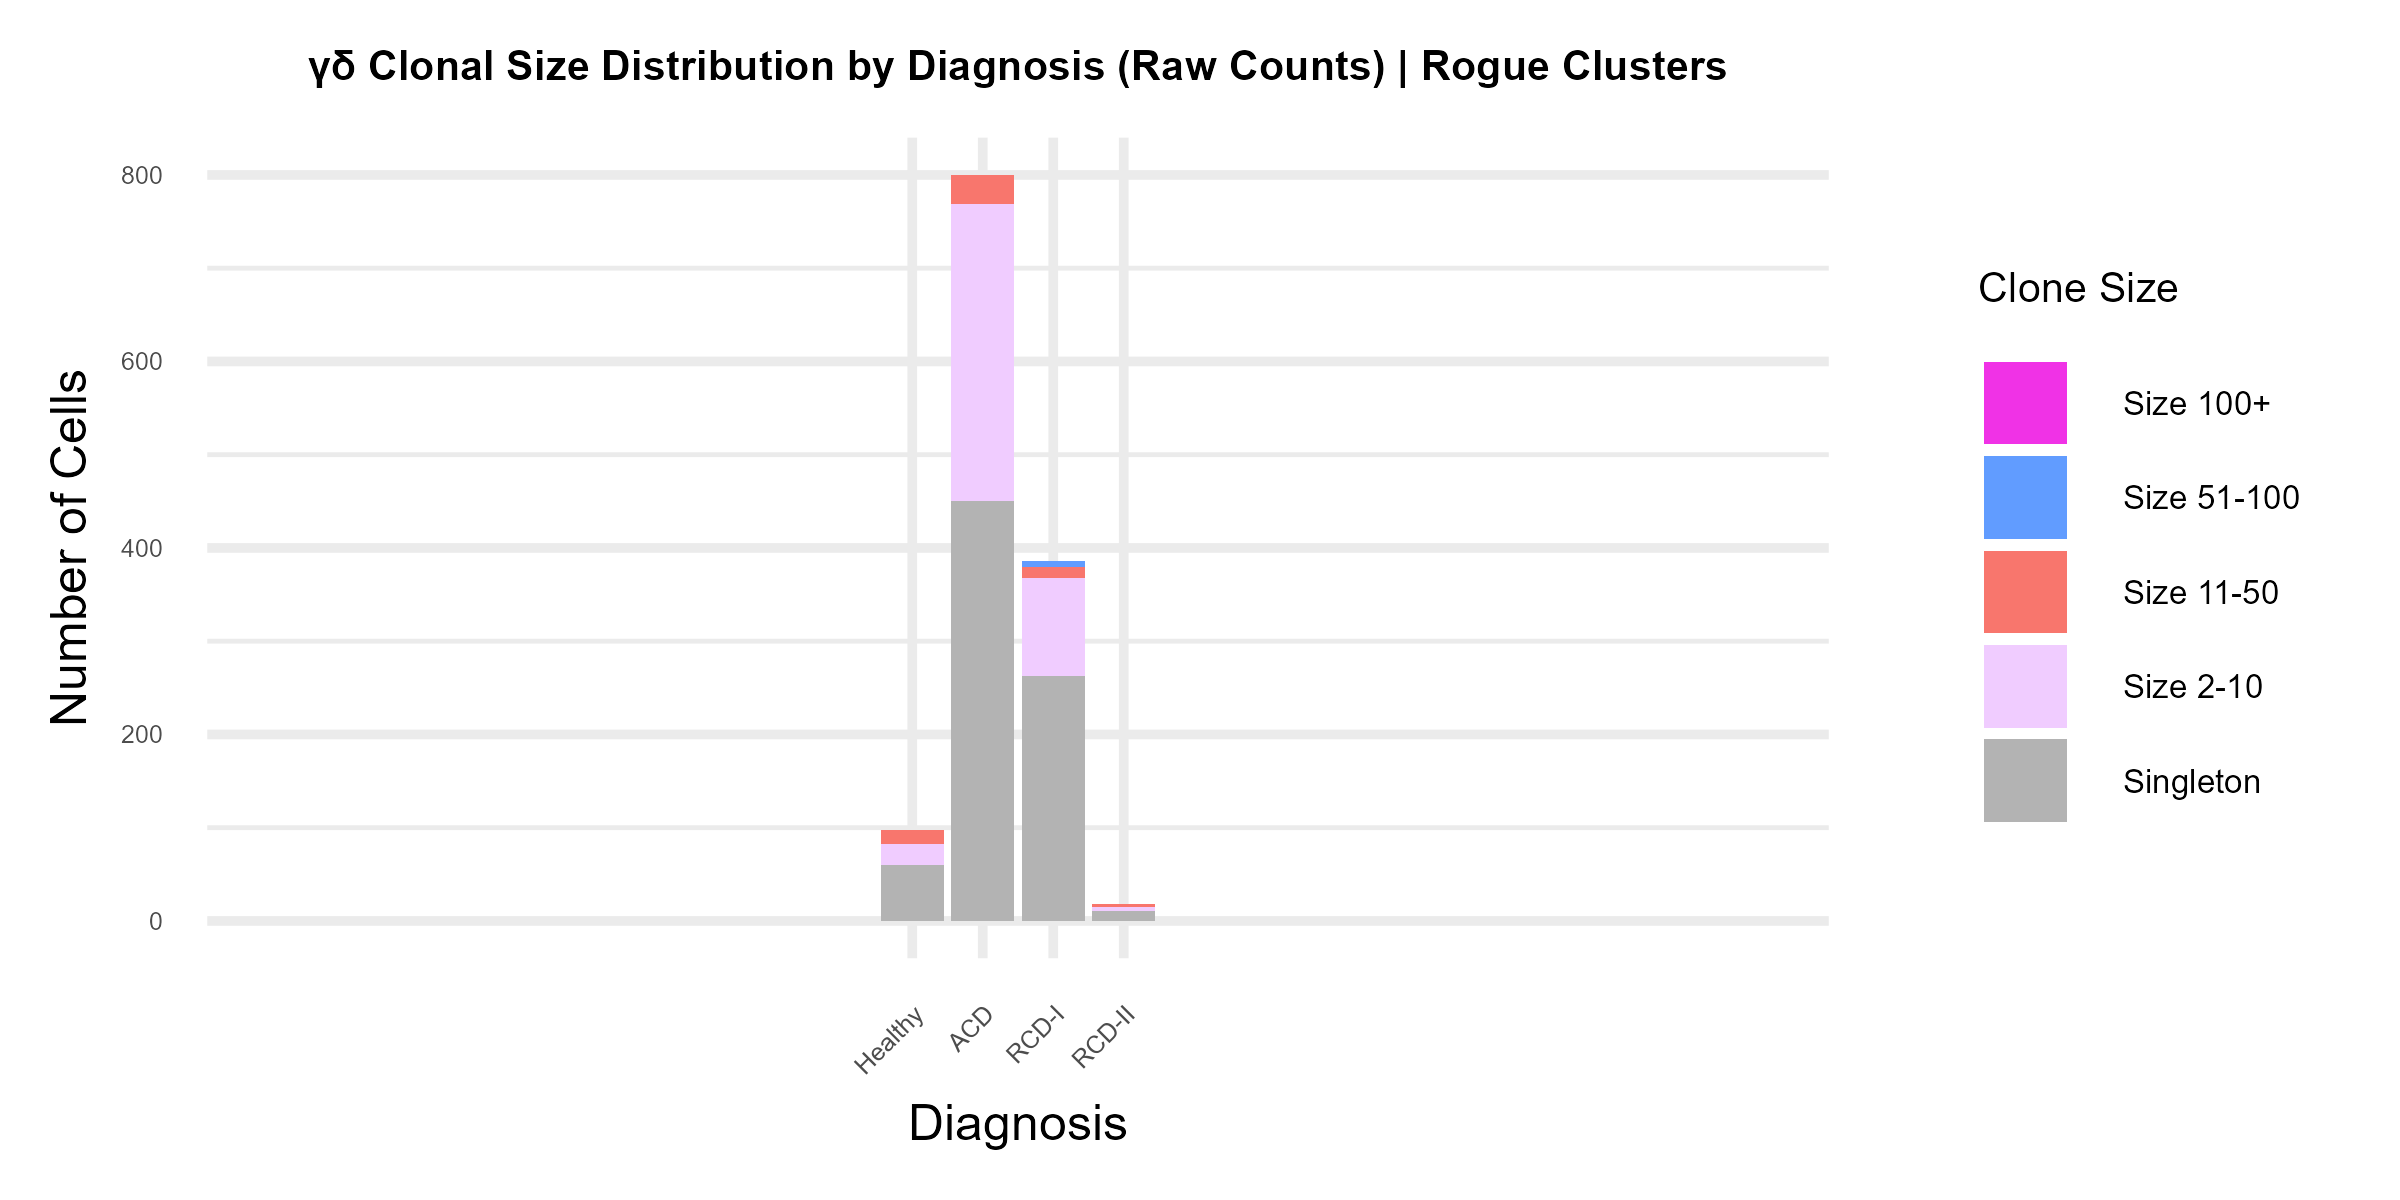 γδ Clonal Size Distribution by Diagnosis (Raw Counts) | Rogue Clusters
Number of Cells
800
600
400
200
0
Healthy
ACD
RCD-I
RCD-II
Diagnosis
Clone Size
Size 100+
Size 51-100
Size 11-50
Size 2-10
Singleton